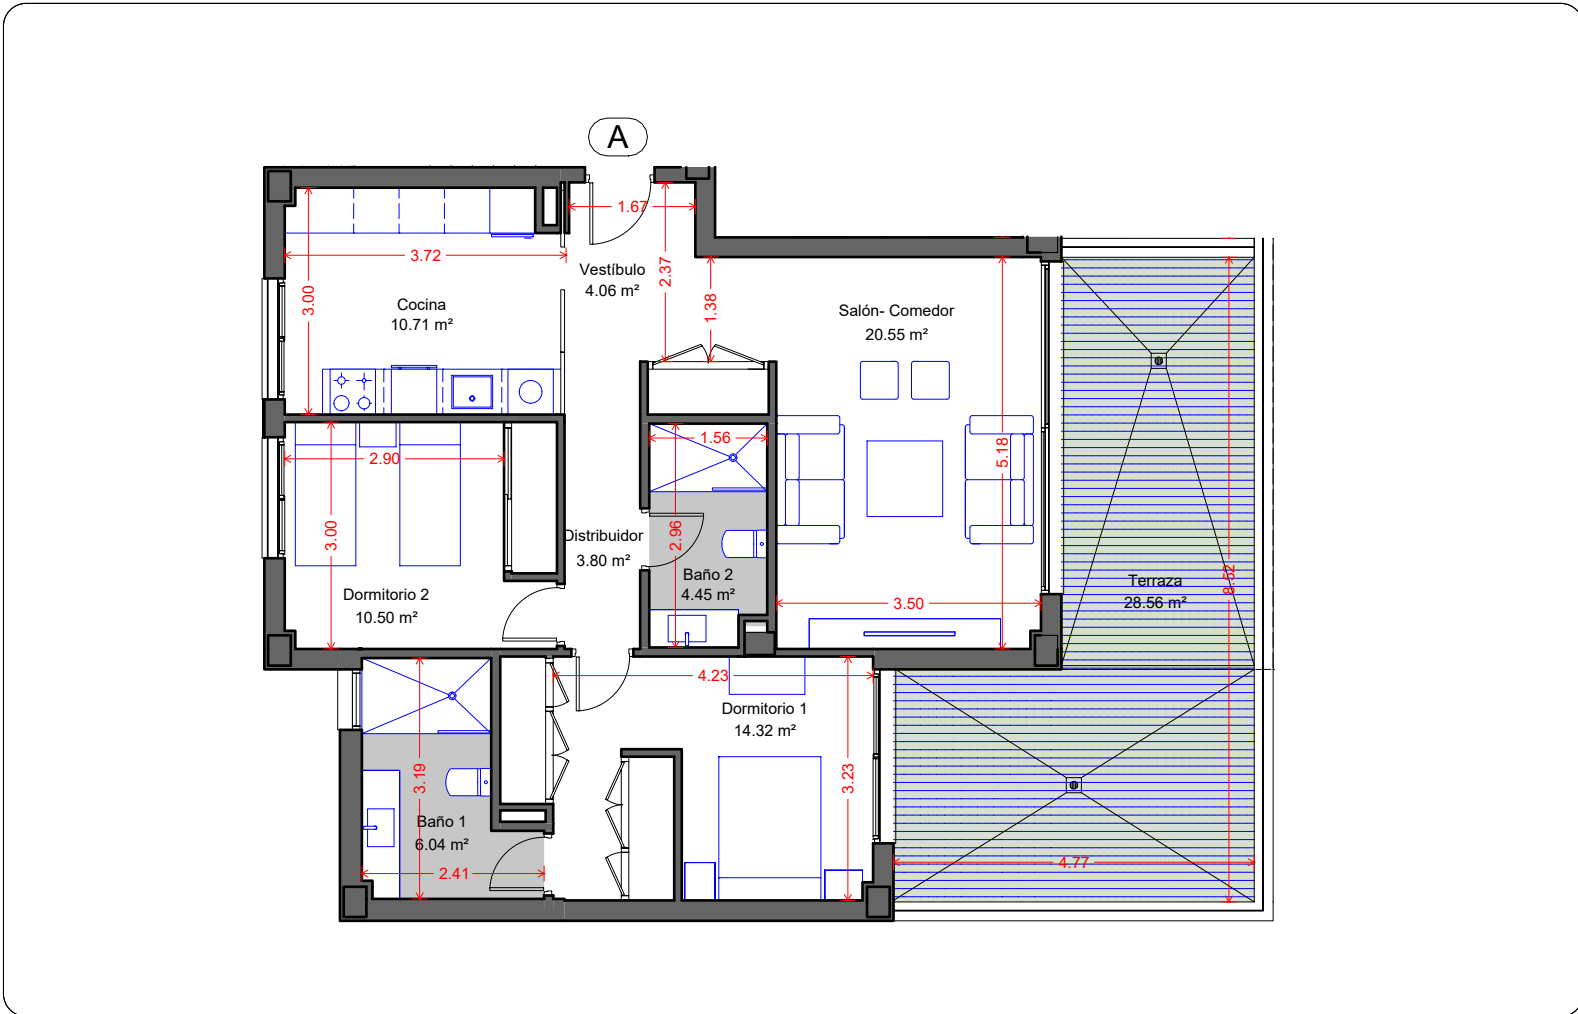 A
1.67
3.72
Vestíbulo
4.06 m²
2.37
1.38
3.00
Cocina
10.71 m²
Salón- Comedor
20.55 m²
1.56
2.90
5.18
3.00
2.96
Distribuidor
3.80 m²
Baño 2
4.45 m²
Dormitorio 2
10.50 m²
3.50
Terraza
28.56 m²
8.52
4.23
Dormitorio 1
14.32 m²
3.19
3.23
Baño 1
6.04 m²
2.41
4.77